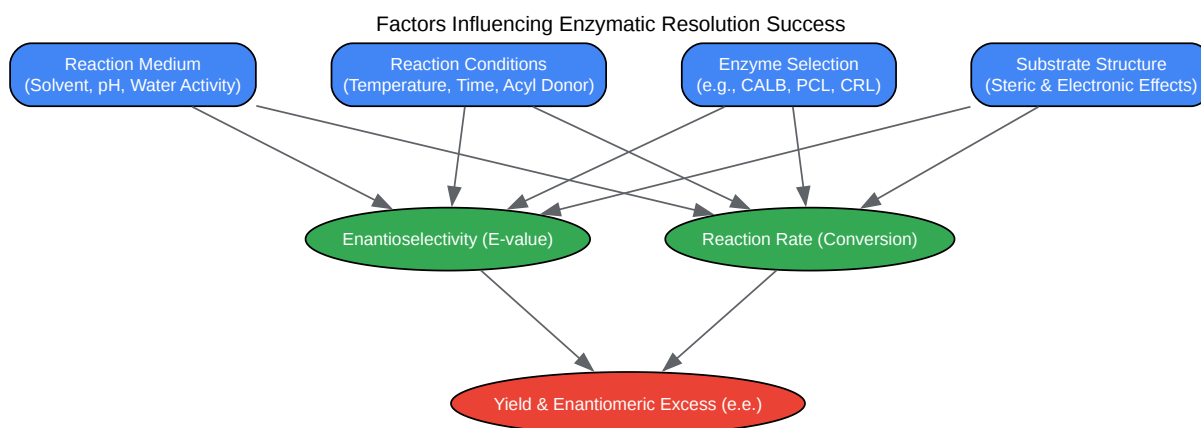 Factors Influencing Enzymatic Resolution Success
Reaction Medium
(Solvent, pH, Water Activity)
Reaction Conditions
(Temperature, Time, Acyl Donor)
Enzyme Selection
(e.g., CALB, PCL, CRL)
Substrate Structure
(Steric & Electronic Effects)
Enantioselectivity (E-value)
Reaction Rate (Conversion)
Yield & Enantiomeric Excess (e.e.)